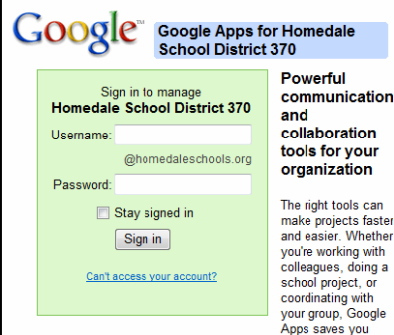 Google™
Google Apps for Homedale
School District 370
Sign in to manage
Homedale School District 370
Username:
@homedaleschools.org
Password:
Stay signed in
Sign in
Can't access your account?
Powerful
communication
and
collaboration
tools for your
organization
The right tools can
make projects faster
and easier. Whether
you're working with
colleagues, doing a
school project, or
coordinating with
your group, Google
Apps saves you